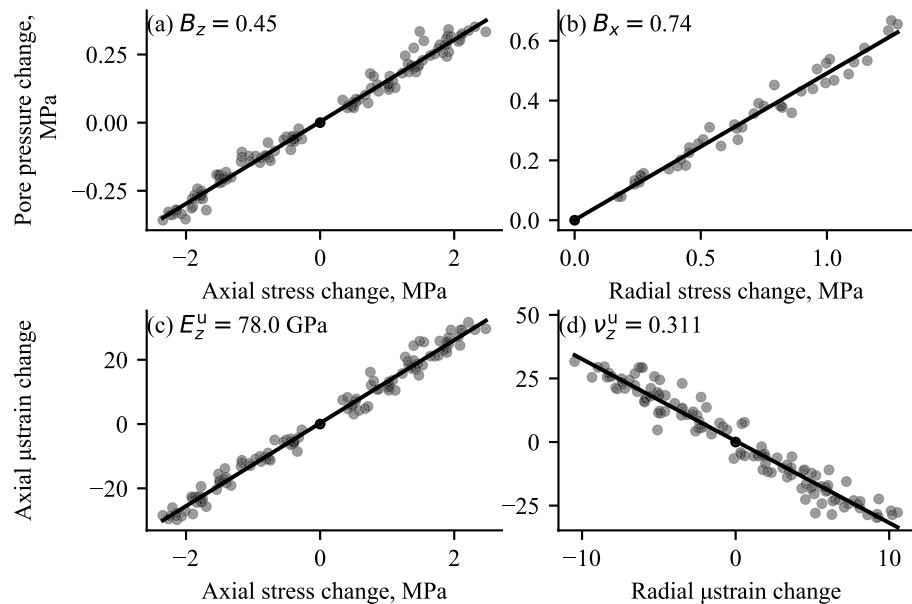 (a) B_z = 0.45
Pore pressure change,
MPa
0.25
0.00
−0.25
−2
0
2
Axial stress change, MPa
(b) B_x = 0.74
0.6
0.4
0.2
0.0
0.0
0.5
1.0
Radial stress change, MPa
(c) E_z^u = 78.0 GPa
Axial μstrain change
20
0
−20
−2
0
2
Axial stress change, MPa
(d) ν_z^u = 0.311
50
25
0
−25
−10
0
10
Radial μstrain change